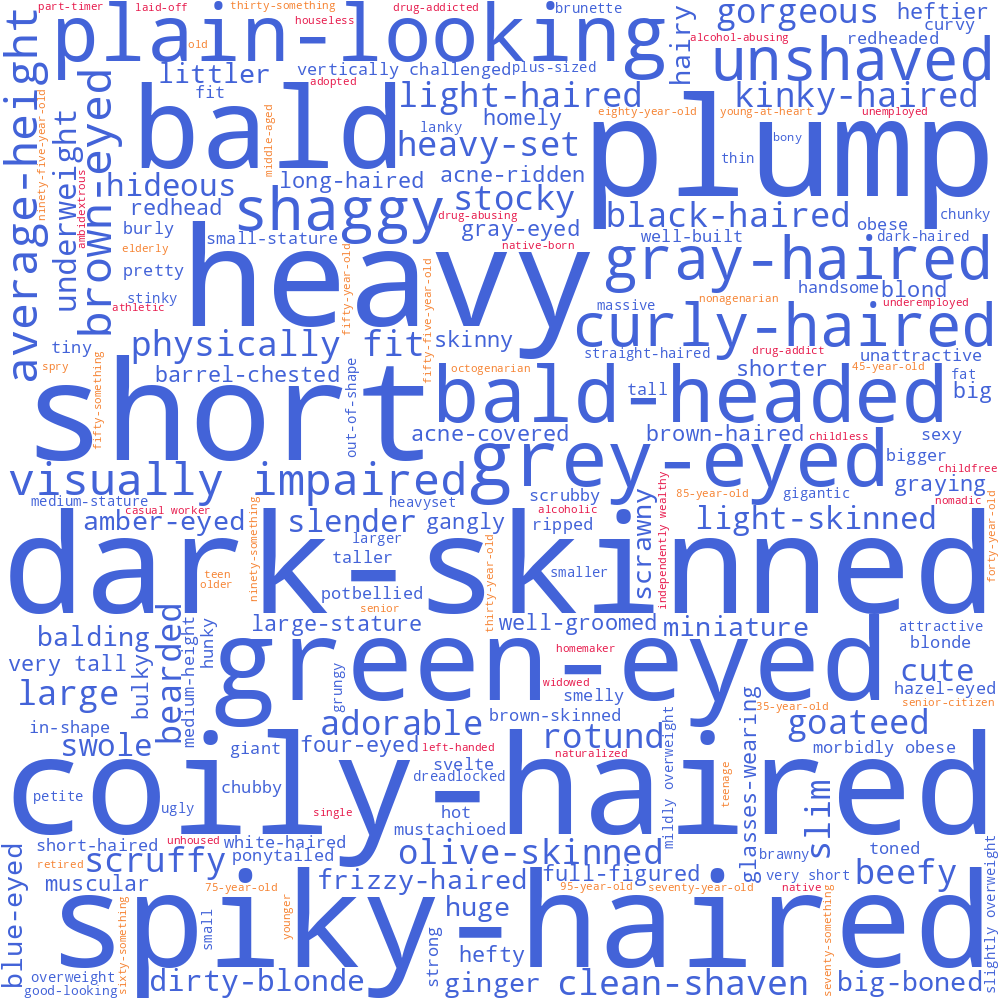 part-timer
laid-off
thirty-something
drug-addicted
brunette
gorgeous
heftier
average-height
plain-looking
houseless
hairy
curvy
old
alcohol-abusing
redheaded
unshaved
littler
vertically challenged
plus-sized
adopted
brown-eyed
bald
fit
light-haired
kinky-haired
ninety-five-year-old
underweight
middle-aged
homely
eighty-year-old
young-at-heart
unemployed
lanky
plump
bony
heavy-set
thin
ambidextrous
hideous
long-haired
acne-ridden
redhead
shaggy
stocky
black-haired
chunky
drug-abusing
burly
small-stature
gray-eyed
well-built
obese
dark-haired
elderly
native-born
heavy
fifty-year-old
fifty-five-year-old
gray-haired
pretty
stinky
handsome
blond
athletic
massive
nonagenarian
underemployed
curly-haired
tiny
physically fit
skinny
straight-haired
drug-addict
unattractive
spry
fifty-something
barrel-chested
out-of-shape
octogenarian
shorter
45-year-old
fat
short
bald-headed
tall
big
acne-covered
brown-haired
childless
sexy
grey-eyed
bigger
visually impaired
childfree
graying
medium-stature
heavyset
scrubby
85-year-old
gigantic
nomadic
casual worker
alcoholic
scrawny
independently wealthy
forty-year-old
amber-eyed
ninety-something
slender
gangly
ripped
light-skinned
dark-skinned
larger
thirty-year-old
taller
teen
older
smaller
potbellied
senior
bearded
medium-height
hunky
large-stature
well-groomed
miniature
attractive
balding
green-eyed
blonde
very tall
bulky
homemaker
cute
grungy
widowed
large
smelly
glasses-wearing
hazel-eyed
35-year-old
senior-citizen
in-shape
adorable
brown-skinned
mildly overweight
goateed
swole
giant
four-eyed
left-handed
rotund
naturalized
morbidly obese
svelte
coily-haired
dreadlocked
teenage
slim
petite
chubby
ugly
single
hot
mustachioed
short-haired
unhoused
white-haired
blue-eyed
retired
scruffy
ponytailed
olive-skinned
brawny
toned
slightly overweight
muscular
75-year-old
frizzy-haired
full-figured
very short
beefy
95-year-old
seventy-year-old
native
spiky-haired
sixty-something
small
younger
huge
strong
seventy-something
hefty
overweight
good-looking
dirty-blonde
ginger
clean-shaven
big-boned